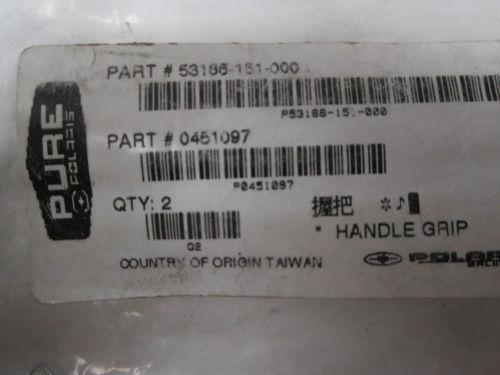 PURE
POLARIS
PART # 53166-151-000
P53166-151-000
PART # 0451097
P0451097
QTY: 2
Q2
握把 *♪
* HANDLE GRIP
COUNTRY OF ORIGIN TAIWAN